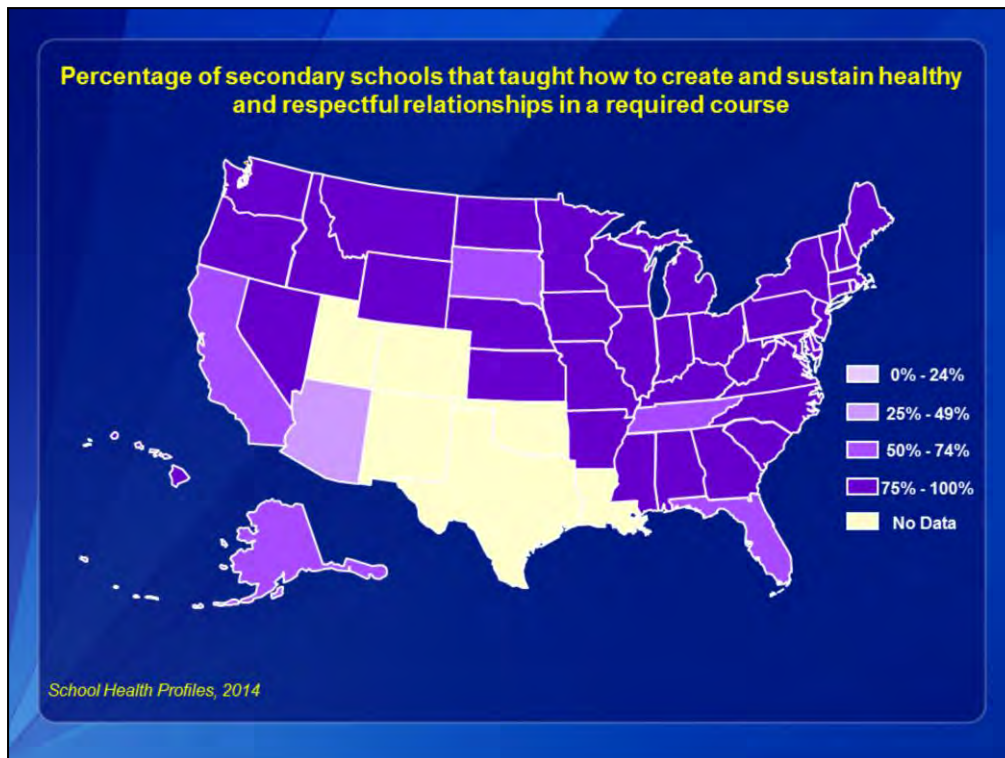 Percentage of secondary schools that taught how to create and sustain healthy
and respectful relationships in a required course
0% - 24%
25% - 49%
50% - 74%
75% - 100%
No Data
School Health Profiles, 2014